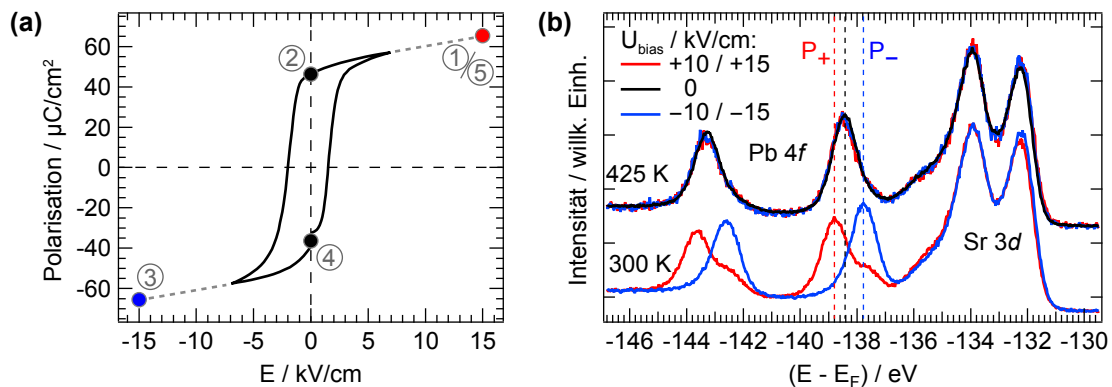 (a)
Polarisation / µC/cm²
60
40
20
0
-20
-40
-60
①/⑤
②
③
④
-15
-10
-5
0
5
10
15
E / kV/cm
(b)
Intensität / willk. Einh.
U_bias / kV/cm:
+10 / +15
0
−10 / −15
P+
P−
Pb 4f
425 K
Sr 3d
300 K
-146
-144
-142
-140
-138
-136
-134
-132
-130
(E - E_F) / eV